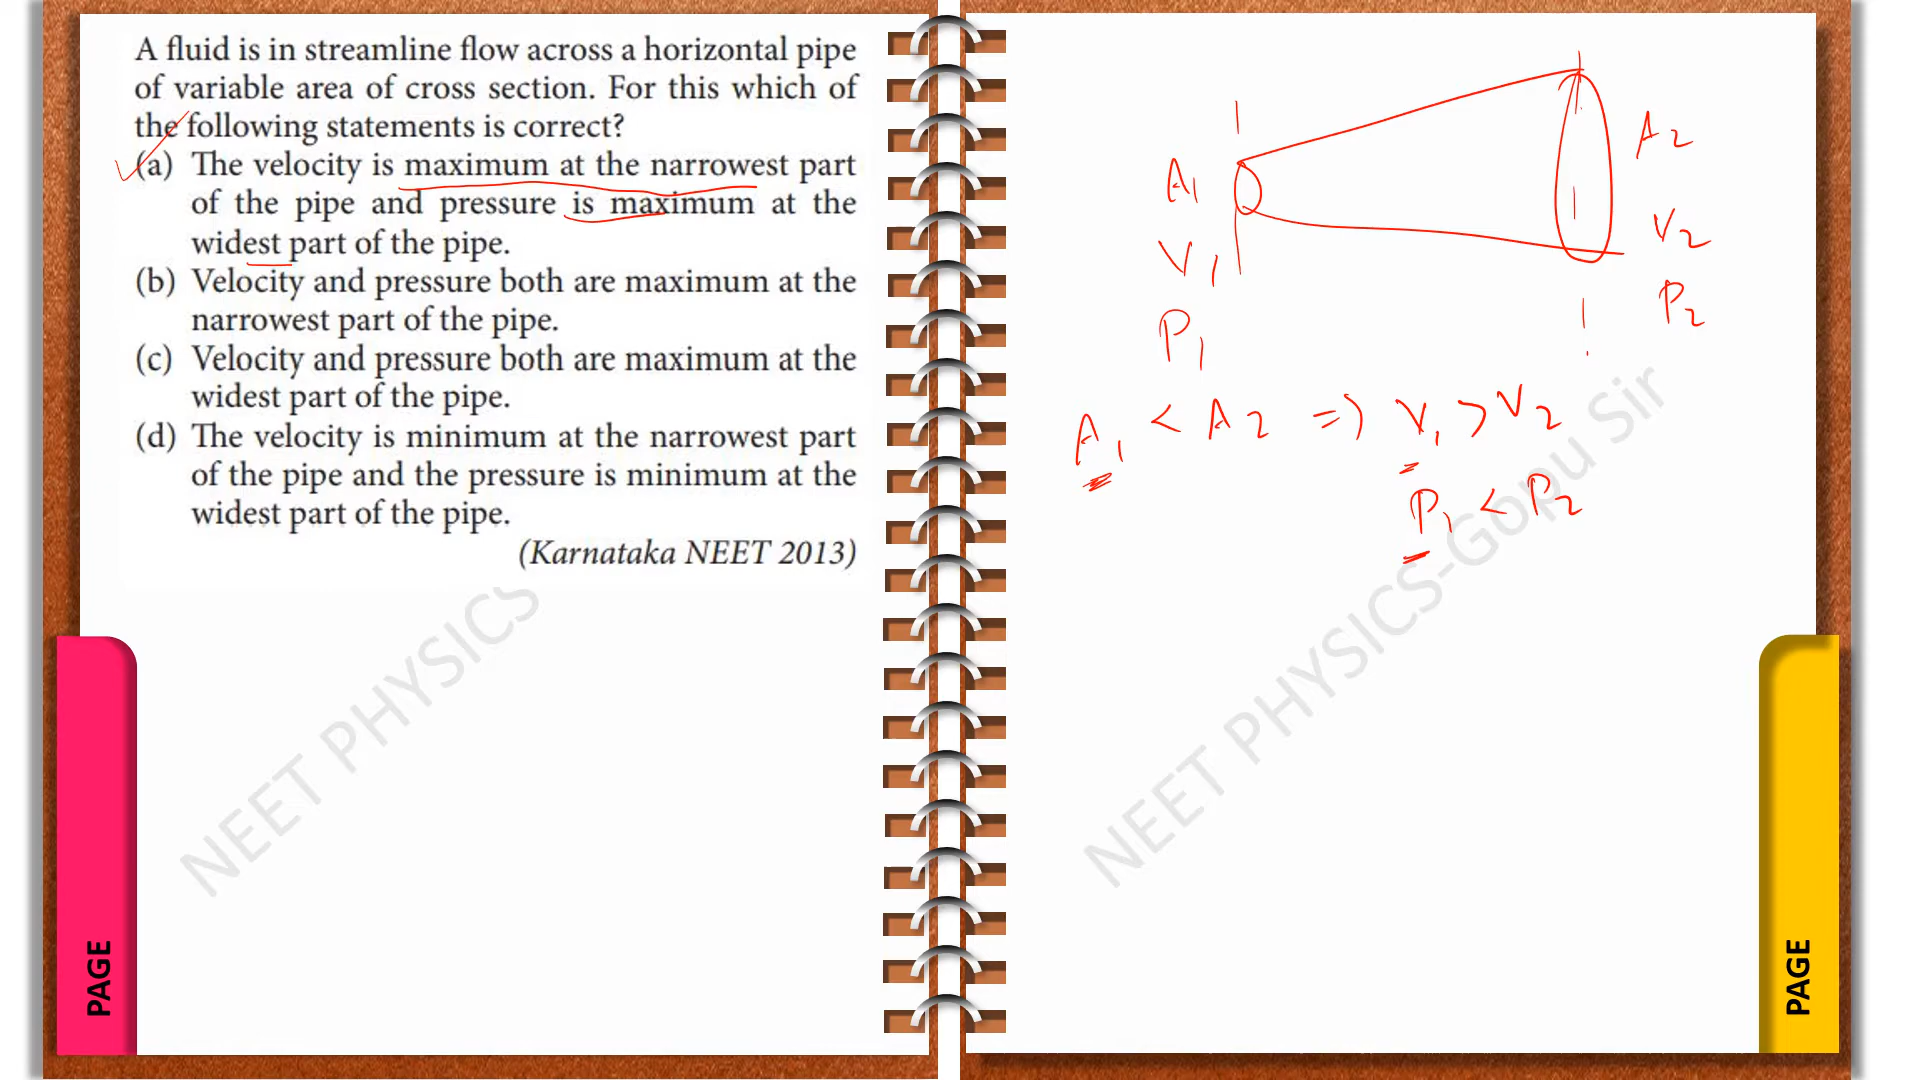 A fluid is in streamline flow across a horizontal pipe
of variable area of cross section. For this which of
the following statements is correct?
(a) The velocity is maximum at the narrowest part
of the pipe and pressure is maximum at the
widest part of the pipe.
(b) Velocity and pressure both are maximum at the
narrowest part of the pipe.
(c) Velocity and pressure both are maximum at the
widest part of the pipe.
(d) The velocity is minimum at the narrowest part
of the pipe and the pressure is minimum at the
widest part of the pipe.
(Karnataka NEET 2013)
NEET PHYSICS
PAGE
A1
V1
P1
A2
V2
P2
A1 < A2 => V1 > V2
P1 < P2
NEET PHYSICS-Gopu Sir
PAGE